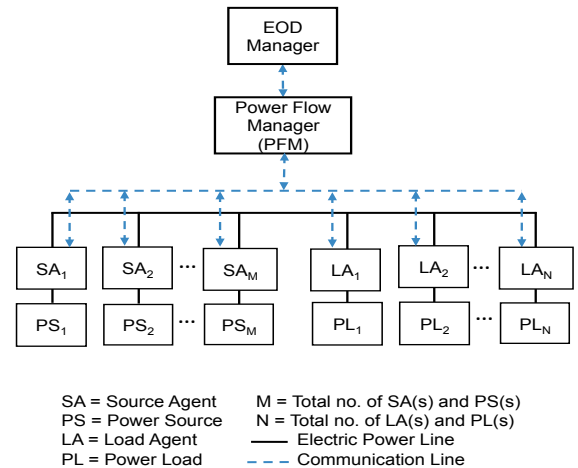 EOD
Manager
Power Flow
Manager
(PFM)
SA₁ SA₂ ... SAM LA₁ LA₂ ... LAN
PS₁ PS₂ ... PSM PL₁ PL₂ ... PLN
SA = Source Agent M = Total no. of SA(s) and PS(s)
PS = Power Source N = Total no. of LA(s) and PL(s)
LA = Load Agent Electric Power Line
PL = Power Load Communication Line